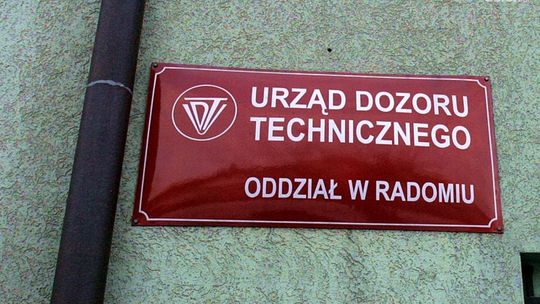 UDT
URZĄD DOZORU
TECHNICZNEGO
ODDZIAŁ W RADOMIU